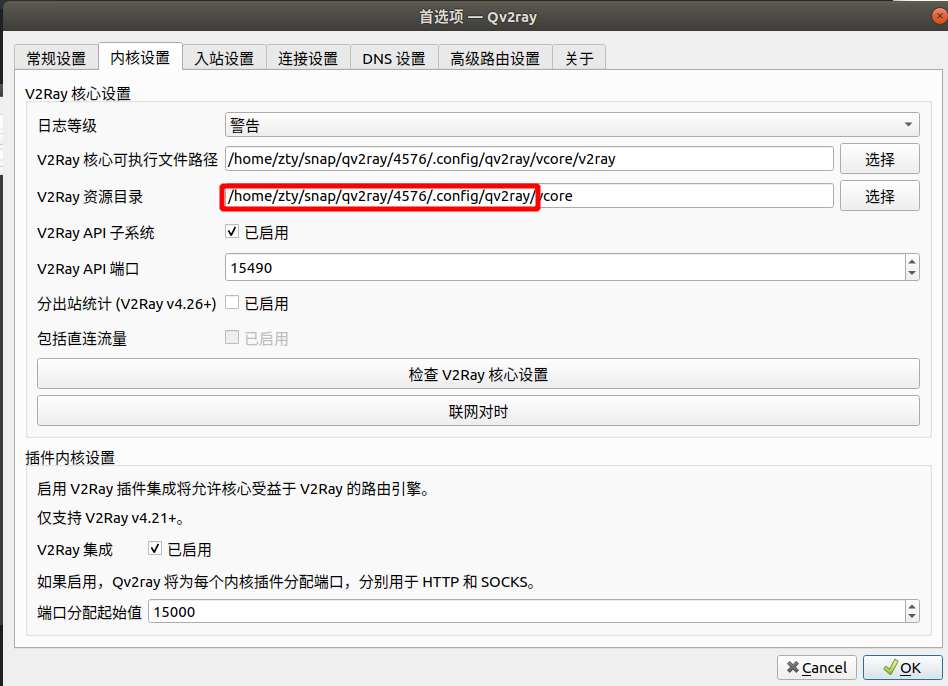 首选项 — Qv2ray
常规设置 内核设置 入站设置 连接设置 DNS 设置 高级路由设置 关于
V2Ray 核心设置
日志等级 警告
V2Ray 核心可执行文件路径 /home/zty/snap/qv2ray/4576/.config/qv2ray/vcore/v2ray 选择
V2Ray 资源目录 /home/zty/snap/qv2ray/4576/.config/qv2ray/vcore 选择
V2Ray API 子系统 已启用
V2Ray API 端口 15490
分出站统计 (V2Ray v4.26+) 已启用
包括直连流量 已启用
检查 V2Ray 核心设置
联网对时
插件内核设置
启用 V2Ray 插件集成将允许核心受益于 V2Ray 的路由引擎。
仅支持 V2Ray v4.21+。
V2Ray 集成 已启用
如果启用，Qv2ray 将为每个内核插件分配端口，分别用于 HTTP 和 SOCKS。
端口分配起始值 15000
Cancel OK